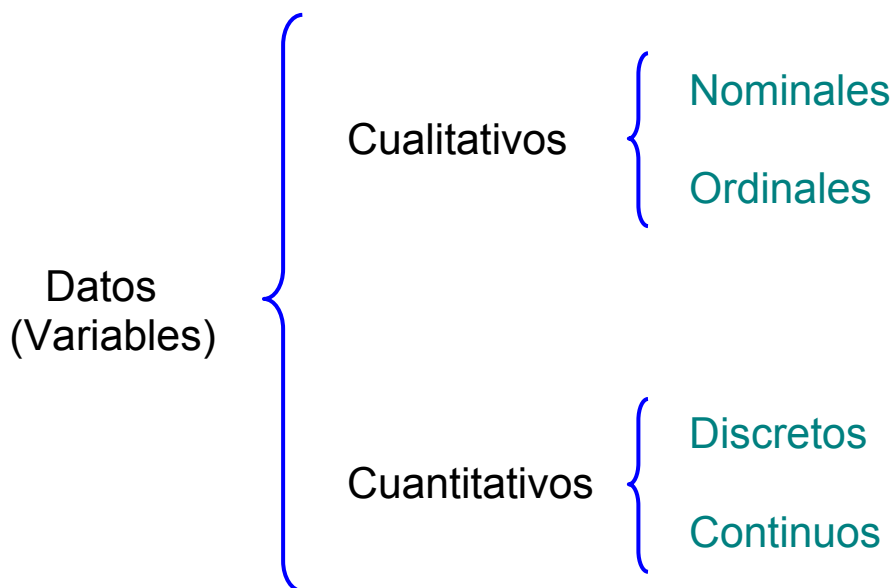 Datos
(Variables)
Cualitativos
Nominales
Ordinales
Cuantitativos
Discretos
Continuos